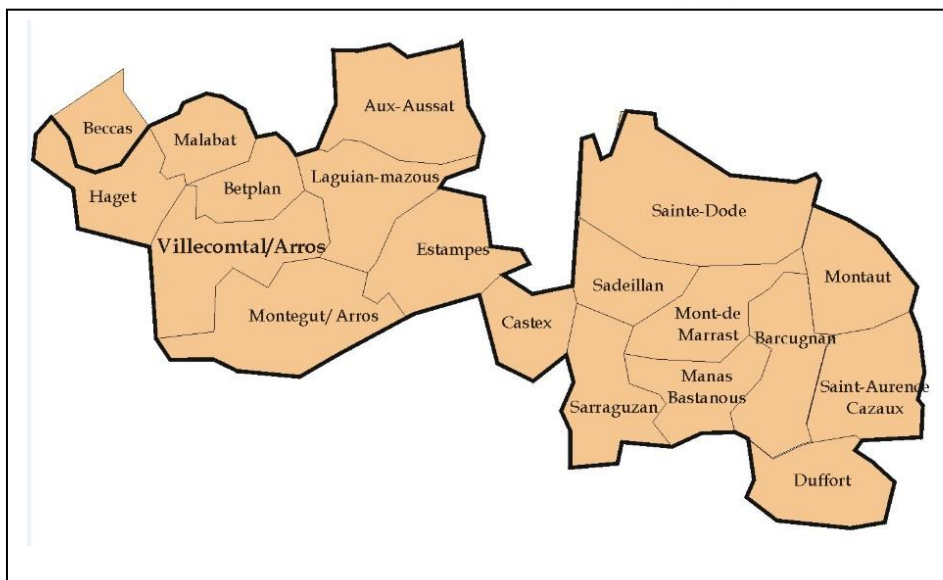 Aux-Aussat
Beccas
Malabat
Laguian-mazous
Haget
Betplan
Sainte-Dode
Villecomtal/Arros
Estampes
Montaut
Sadeillan
Montegut/ Arros
Castex
Mont-de
Marrast
Barcugnan
Manas
Bastanous
Saint-Aurence
Cazaux
Sarraguzan
Duffort